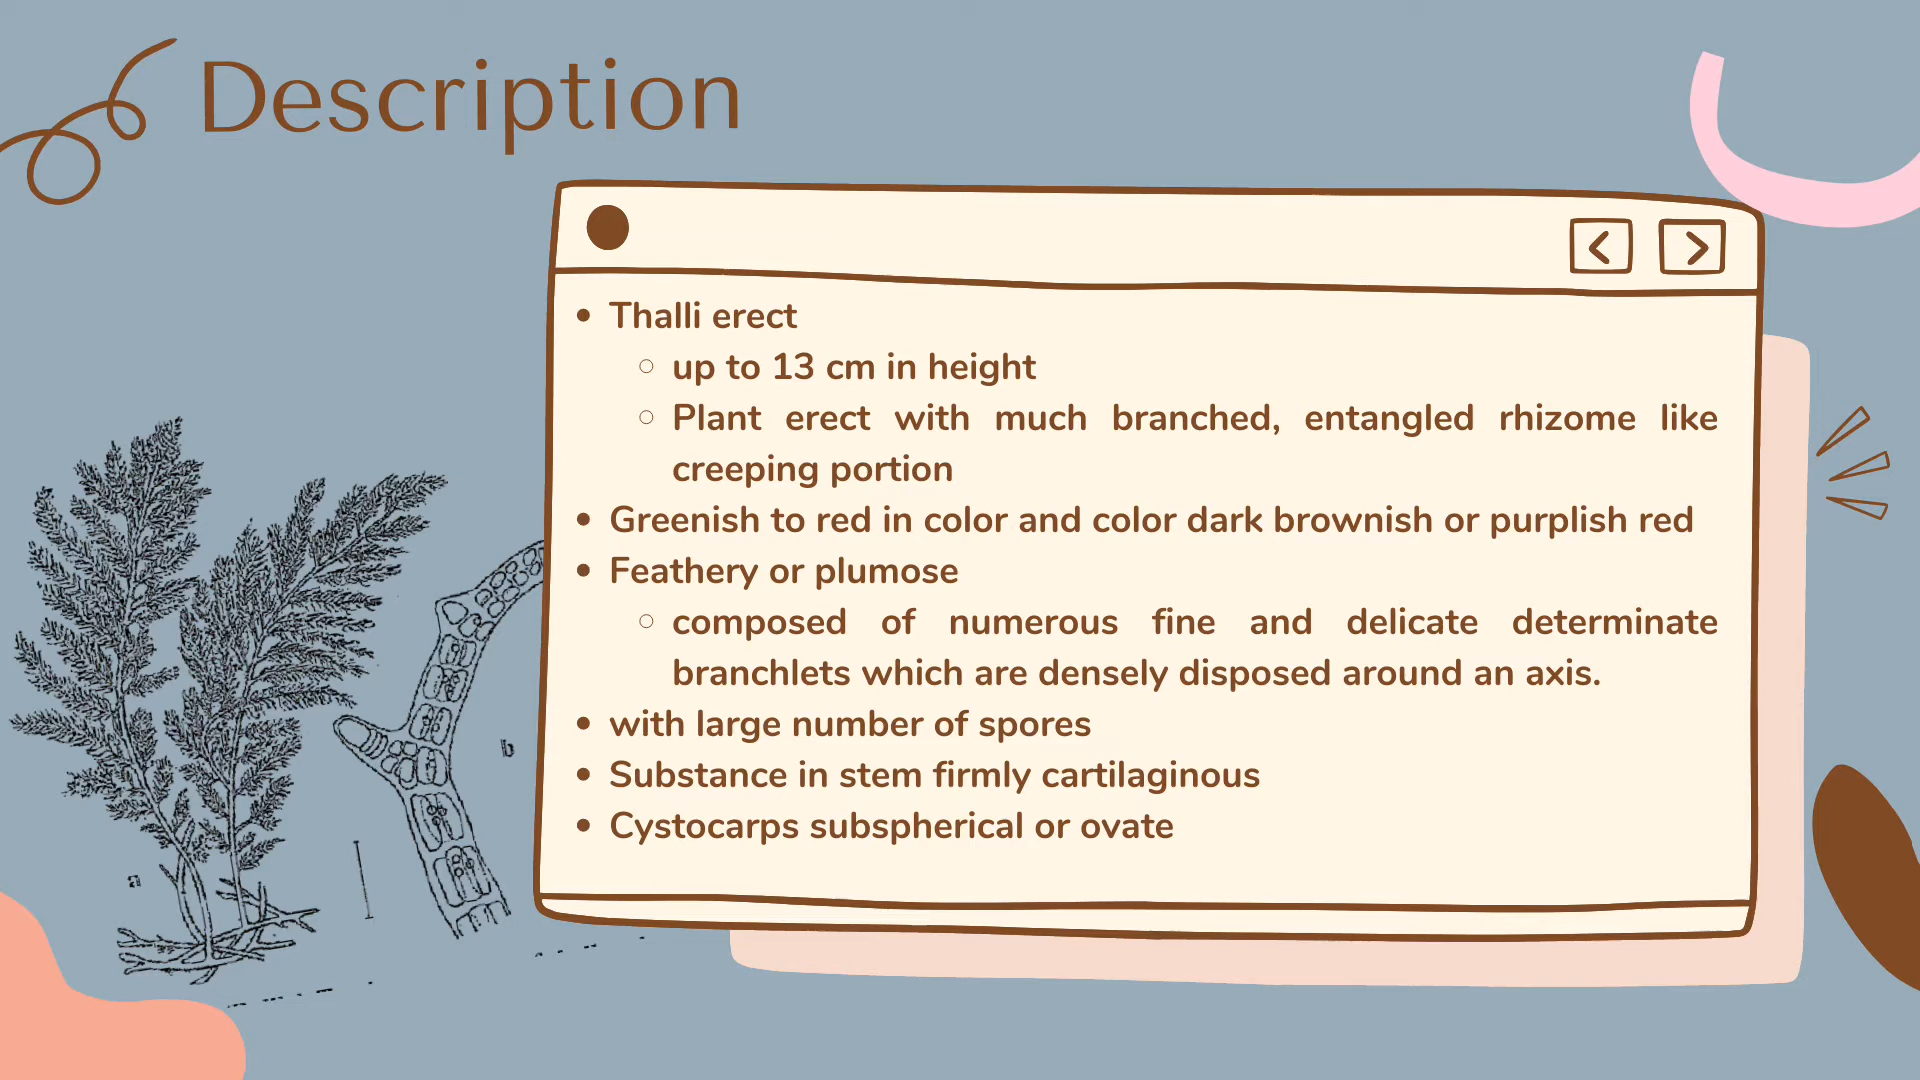 Description
Thalli erect
up to 13 cm in height
Plant erect with much branched, entangled rhizome like
creeping portion
Greenish to red in color and color dark brownish or purplish red
Feathery or plumose
composed of numerous fine and delicate determinate
branchlets which are densely disposed around an axis.
with large number of spores
Substance in stem firmly cartilaginous
Cystocarps subspherical or ovate
b
a